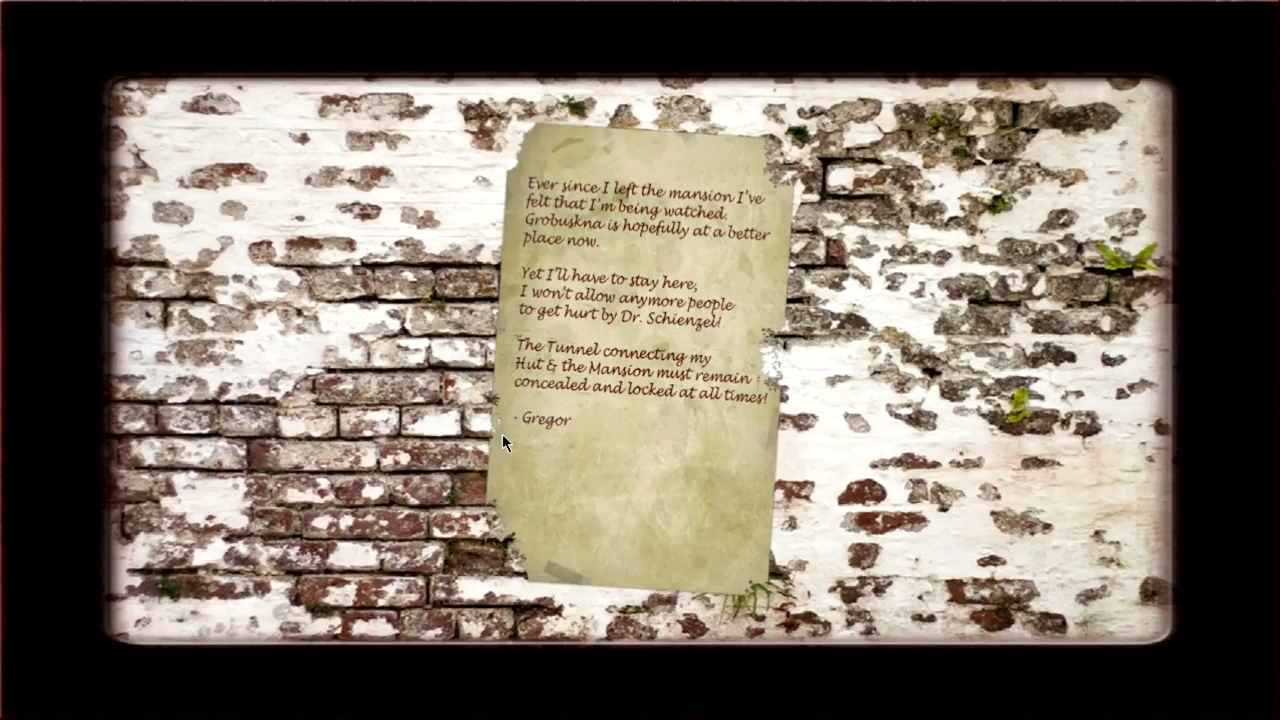 Ever since I left the mansion I've
felt that I'm being watched.
Grobuskna is hopefully at a better
place now.
Yet I'll have to stay here,
I won't allow anymore people
to get hurt by Dr. Schienzel!
The Tunnel connecting my
Hut & the Mansion must remain
concealed and locked at all times!
- Gregor